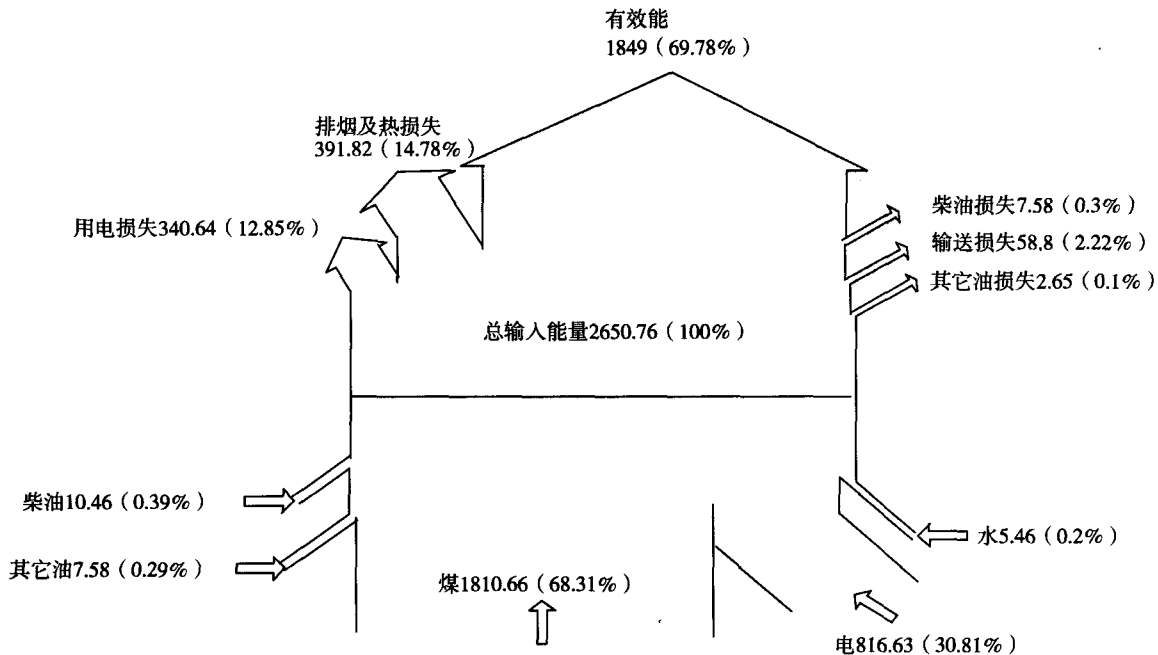 有效能
1849（69.78%）
排烟及热损失
391.82（14.78%）
用电损失340.64（12.85%）
柴油损失7.58（0.3%）
输送损失58,8（2.22%）
其它油损失2.65（0.1%）
总输入能量2650.76（100%）
柴油10.46（0.39%）
其它油7.58（0.29%）
煤1810.66（68.31%）
水5.46（0.2%）
电816.63（30.81%）